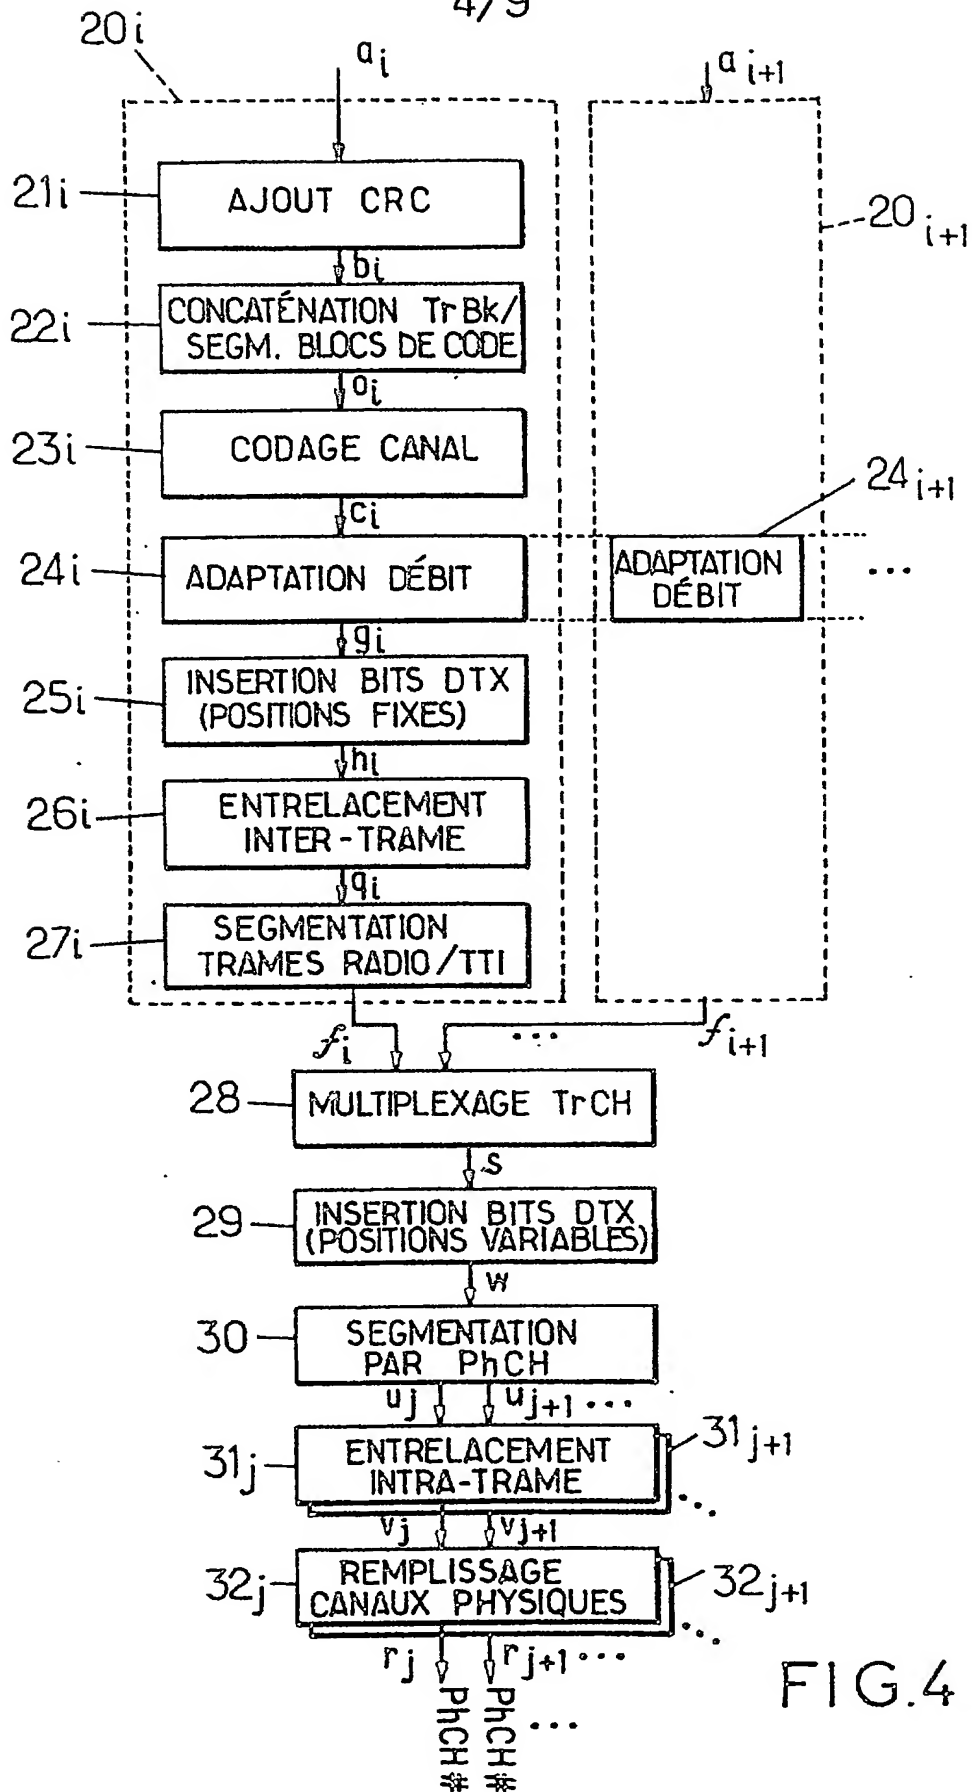 4/9
20i
ai
ai+1
21i
AJOUT CRC
20i+1
bi
22i
CONCATÉNATION TrBk/
SEGM. BLOCS DE CODE
oi
23i
CODAGE CANAL
24i+1
ci
24i
ADAPTATION DÉBIT
ADAPTATION
DÉBIT
...
gi
25i
INSERTION BITS DTX
(POSITIONS FIXES)
hi
26i
ENTRELACEMENT
INTER-TRAME
qi
27i
SEGMENTATION
TRAMES RADIO/TTI
fi
...
fi+1
28
MULTIPLEXAGE TrCH
s
29
INSERTION BITS DTX
(POSITIONS VARIABLES)
w
30
SEGMENTATION
PAR PhCH
uj
uj+1 ...
31j
ENTRELACEMENT
INTRA-TRAME
31j+1
...
vj
vj+1
32j
REMPLISSAGE
CANAUX PHYSIQUES
32j+1
...
rj
rj+1 ...
PhCH#
PhCH#
...
FIG.4